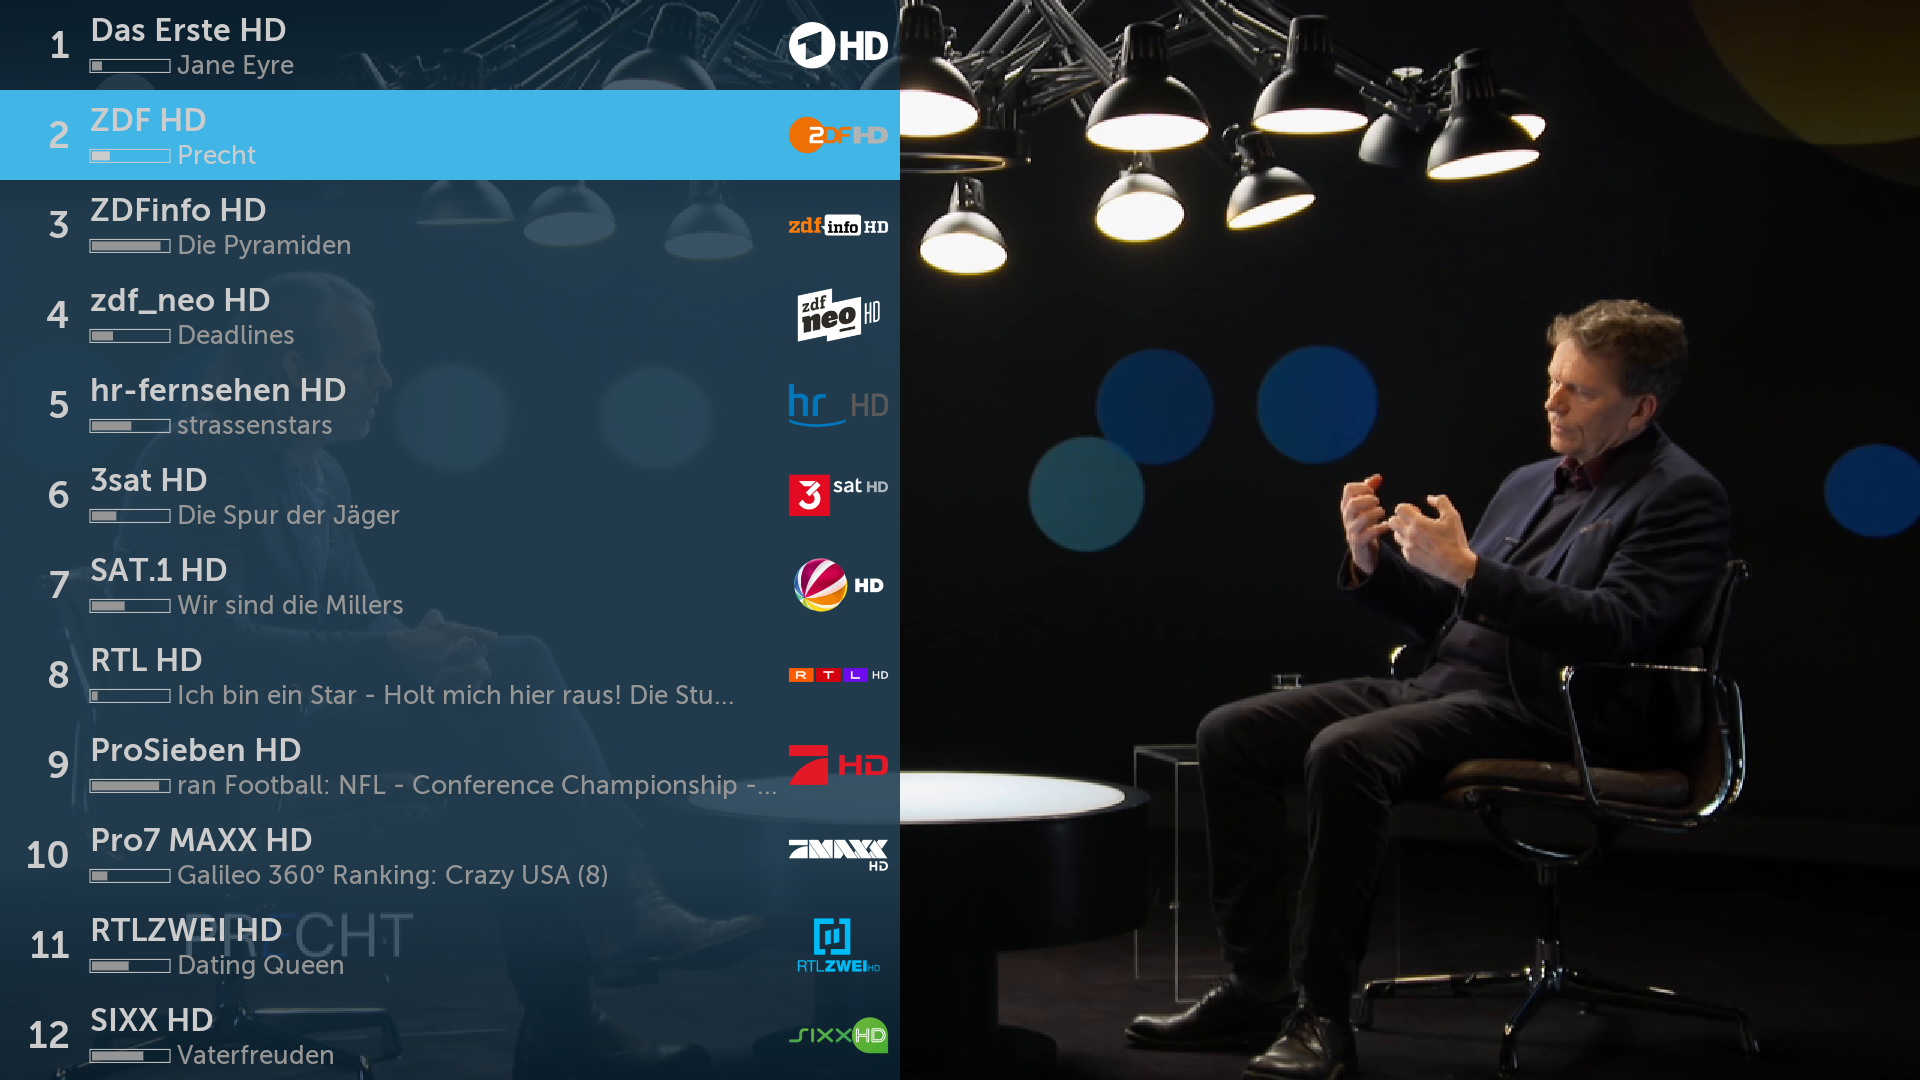 1
Das Erste HD
Jane Eyre
1 HD
2
ZDF HD
Precht
2DFHD
3
ZDFinfo HD
Die Pyramiden
zdf info HD
4
zdf_neo HD
Deadlines
zdf neo HD
5
hr-fernsehen HD
strassenstars
hr HD
6
3sat HD
Die Spur der Jäger
3sat HD
7
SAT.1 HD
Wir sind die Millers
HD
8
RTL HD
Ich bin ein Star - Holt mich hier raus! Die Stu...
RTL HD
9
ProSieben HD
ran Football: NFL - Conference Championship -...
7 HD
10
Pro7 MAXX HD
Galileo 360° Ranking: Crazy USA (8)
7MAXX HD
11
RTLZWEI HD
Dating Queen
RTLZWEI HD
PRECHT
12
SIXX HD
Vaterfreuden
sixx HD